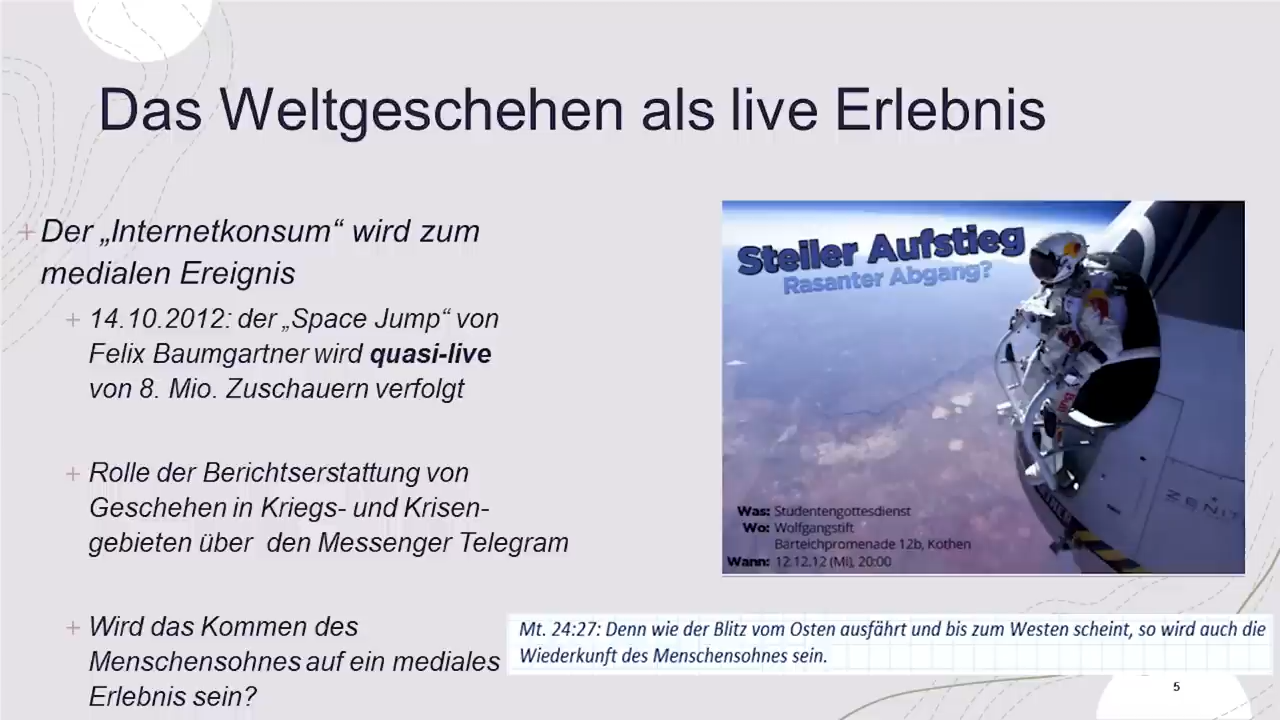 Das Weltgeschehen als live Erlebnis
+ Der „Internetkonsum“ wird zum
medialen Ereignis
+ 14.10.2012: der „Space Jump“ von
Felix Baumgartner wird quasi-live
von 8. Mio. Zuschauern verfolgt
+ Rolle der Berichtserstattung von
Geschehen in Kriegs- und Krisen-
gebieten über den Messenger Telegram
+ Wird das Kommen des
Menschensohnes auf ein mediales
Erlebnis sein?
Steiler Aufstieg
Rasanter Abgang?
ZENIT
Was: Studentengottesdienst
Wo: Wolfgangstift
Bärteichpromenade 12b, Köthen
Wann: 12.12.12 (Mi), 20:00
Mt. 24:27: Denn wie der Blitz vom Osten ausfährt und bis zum Westen scheint, so wird auch die
Wiederkunft des Menschensohnes sein.
5